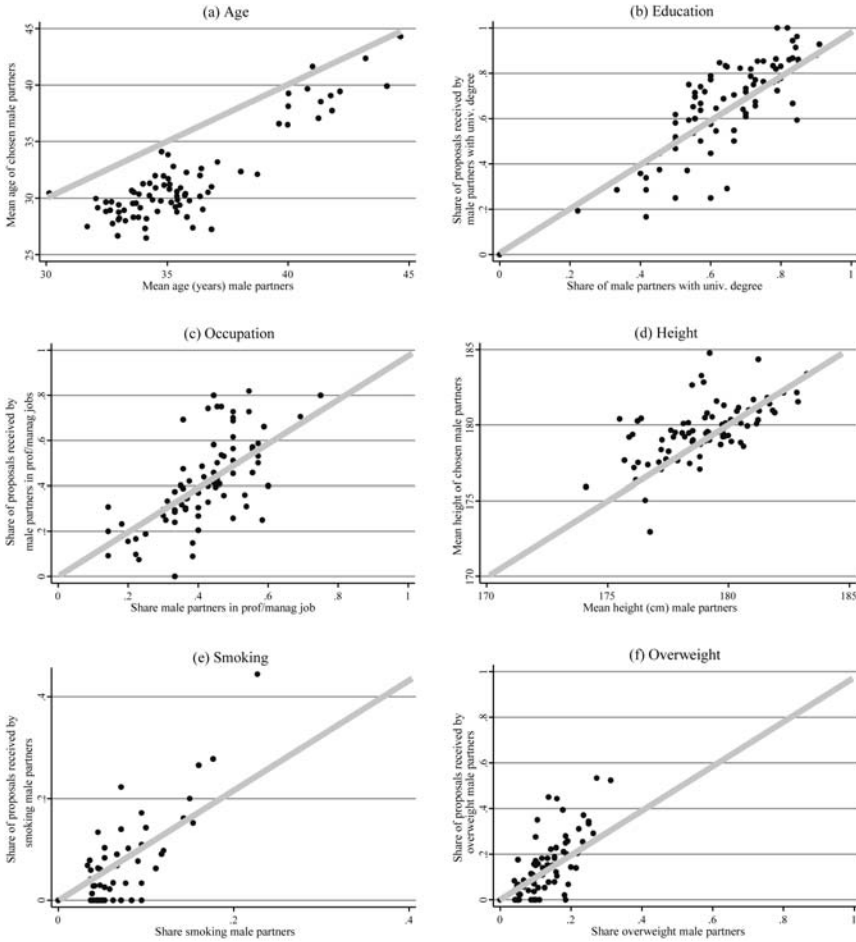 (a) Age
Mean age of chosen male partners
25 30 35 40 45
30 35 40 45
Mean age (years) male partners
(b) Education
Share of proposals received by
male partners with univ. degree
0 .2 .4 .6 .8 1
0 .2 .4 .6 .8 1
Share of male partners with univ. degree
(c) Occupation
Share of proposals received by
male partners in prof/manag jobs
0 .2 .4 .6 .8 1
0 .2 .4 .6 .8 1
Share male partners in prof/manag job
(d) Height
Mean height of chosen male partners
170 175 180 185
170 175 180 185
Mean height (cm) male partners
(e) Smoking
Share of proposals received by
smoking male partners
0 .2 .4
0 .2 .4
Share smoking male partners
(f) Overweight
Share of proposals received by
overweight male partners
0 .2 .4 .6 .8 1
0 .2 .4 .6 .8 1
Share overweight male partners